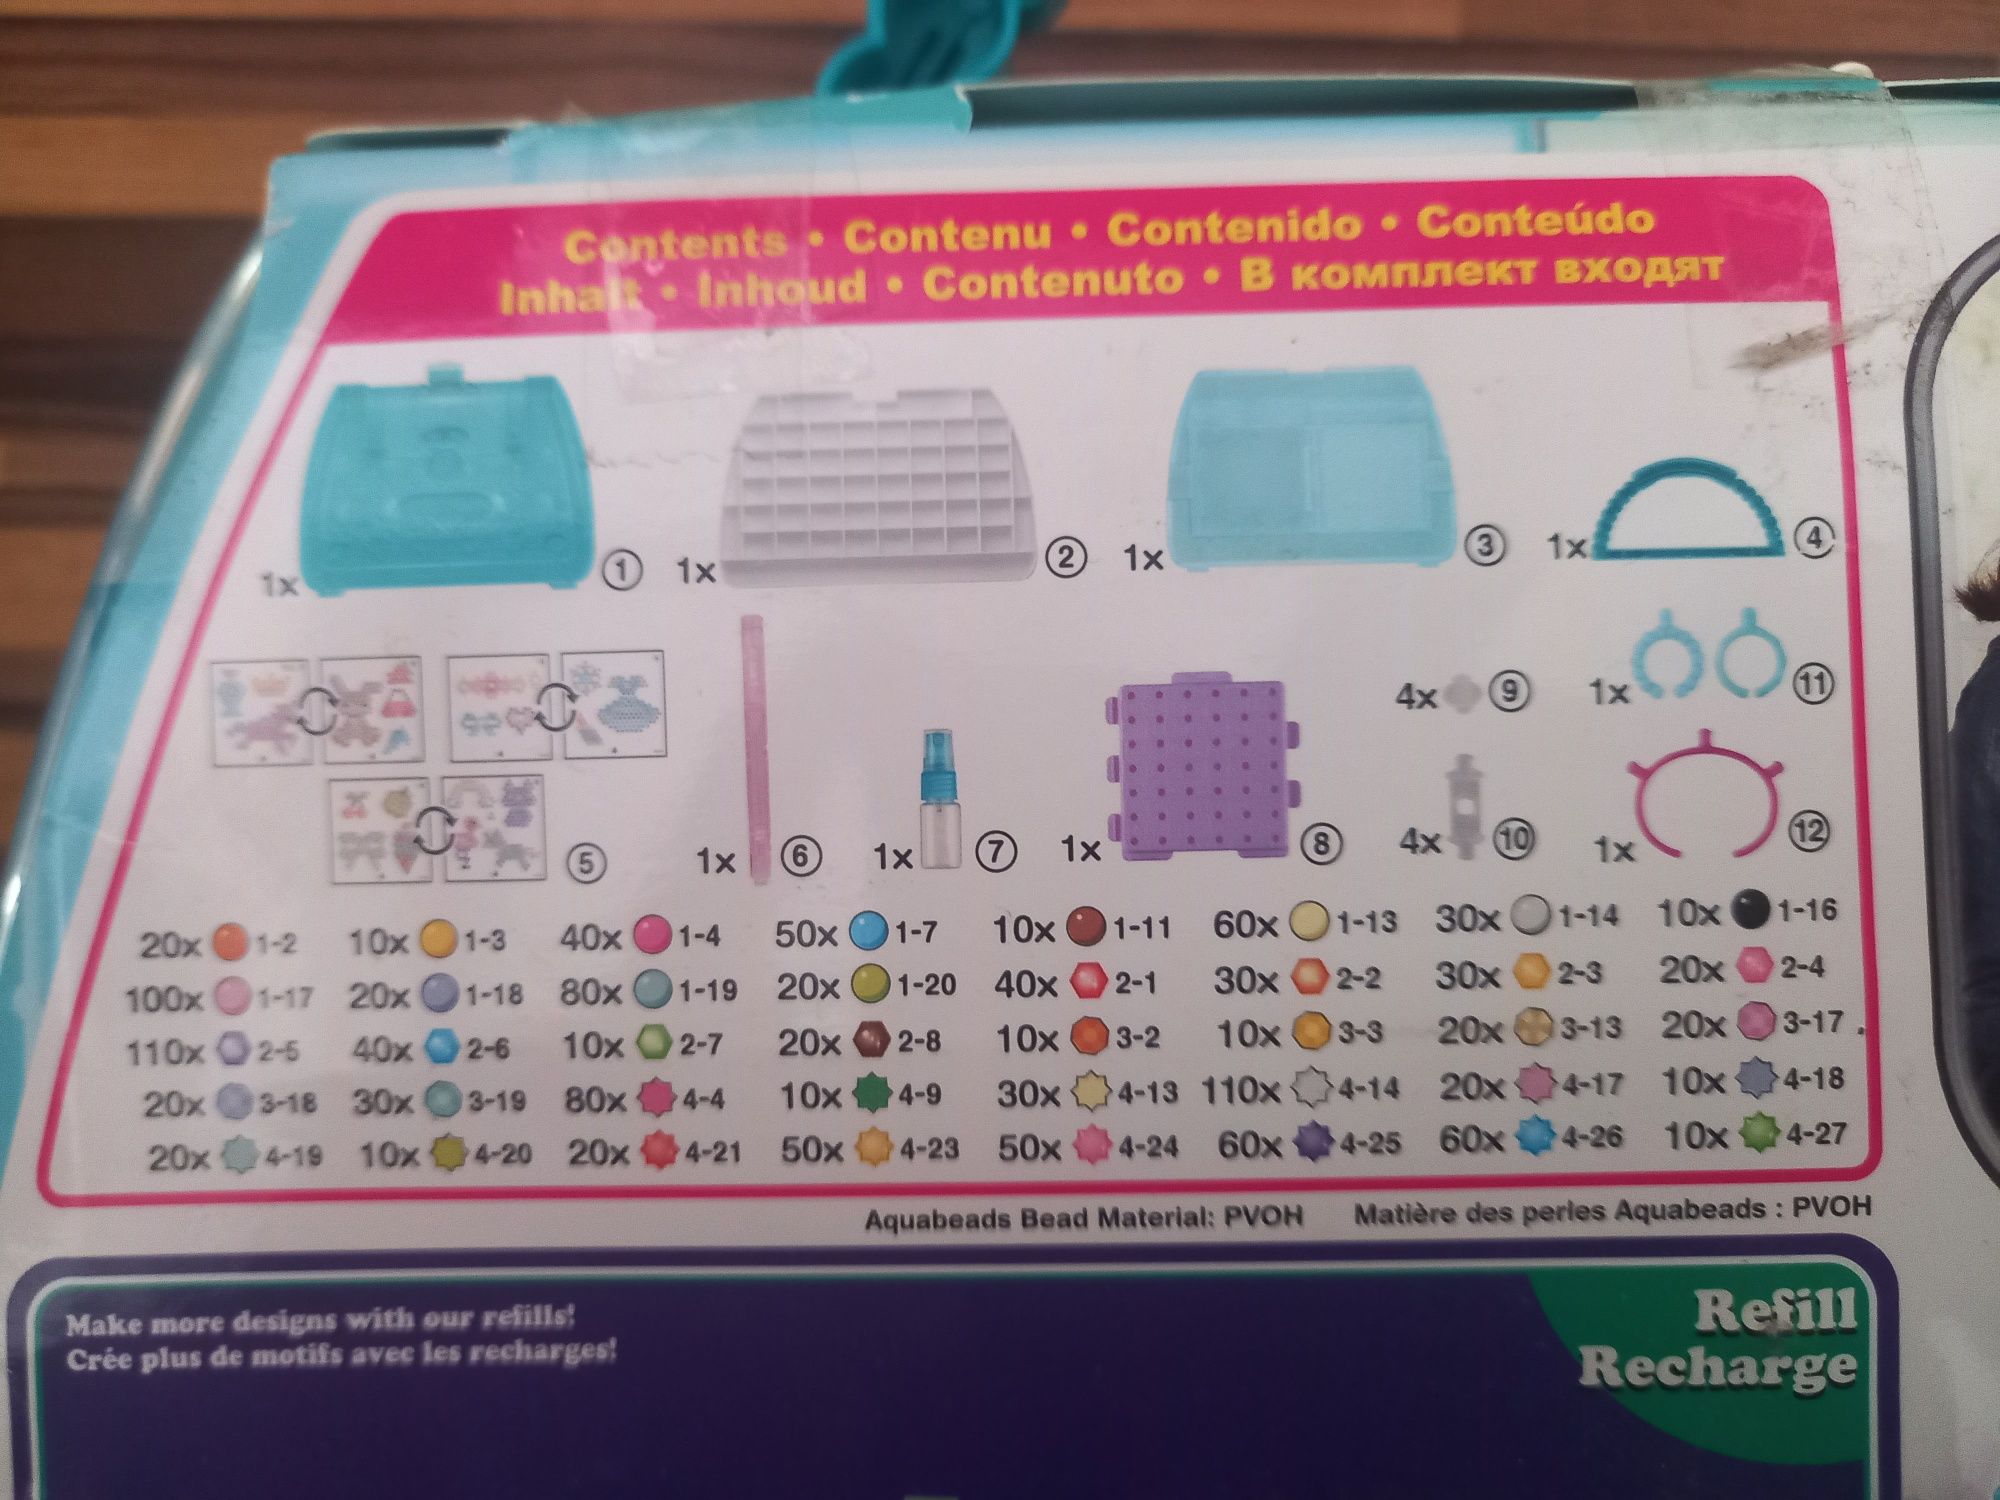 Contents • Contenu • Contenido • Conteúdo
Inhalt • Inhoud • Contenuto • В комплект входят
1x 1 1x 2 1x 3 1x 4
5 1x 6 1x 7 1x 8 4x 9 1x 11
4x 10 1x 12
20x 1-2 10x 1-3 40x 1-4 50x 1-7 10x 1-11 60x 1-13 30x 1-14 10x 1-16
100x 1-17 20x 1-18 80x 1-19 20x 1-20 40x 2-1 30x 2-2 30x 2-3 20x 2-4
110x 2-5 40x 2-6 10x 2-7 20x 2-8 10x 3-2 10x 3-3 20x 3-13 20x 3-17
20x 3-18 30x 3-19 80x 4-4 10x 4-9 30x 4-13 110x 4-14 20x 4-17 10x 4-18
20x 4-19 10x 4-20 20x 4-21 50x 4-23 50x 4-24 60x 4-25 60x 4-26 10x 4-27
Aquabeads Bead Material: PVOH Matière des perles Aquabeads : PVOH
Make more designs with our refills!
Crée plus de motifs avec les recharges!
Refill
Recharge